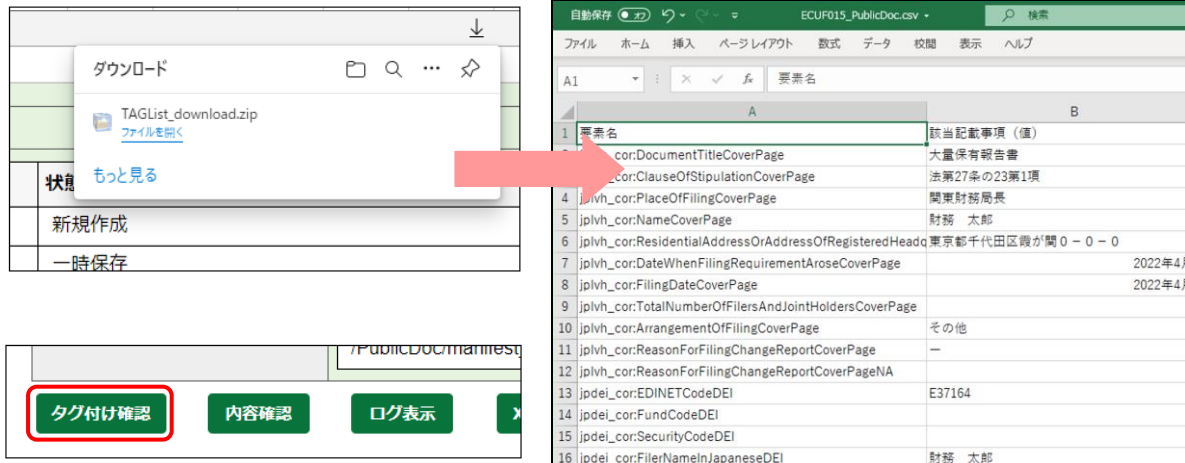 ダウンロード
TAGList_download.zip
ファイルを開く
もっと見る
新規作成
一時保存
/PublicDoc/manifest
タグ付け確認
内容確認
ログ表示
X
自動保存 オフ
ECUF015_PublicDoc.csv
検索
ファイル ホーム 挿入 ページ レイアウト 数式 データ 校閲 表示 ヘルプ
A1 fx 要素名
A B
1 要素名 該当記載事項（値）
_cor:DocumentTitleCoverPage 大量保有報告書
_cor:ClauseOfStipulationCoverPage 法第27条の23第1項
4 jplvh_cor:PlaceOfFilingCoverPage 関東財務局長
5 jplvh_cor:NameCoverPage 財務　太郎
6 jplvh_cor:ResidentialAddressOrAddressOfRegisteredHeadq 東京都千代田区霞が関０－０－０
7 jplvh_cor:DateWhenFilingRequirementAroseCoverPage 2022年4月
8 jplvh_cor:FilingDateCoverPage 2022年4月
9 jplvh_cor:TotalNumberOfFilersAndJointHoldersCoverPage
10 jplvh_cor:ArrangementOfFilingCoverPage その他
11 jplvh_cor:ReasonForFilingChangeReportCoverPage －
12 jplvh_cor:ReasonForFilingChangeReportCoverPageNA
13 jpdei_cor:EDINETCodeDEI E37164
14 jpdei_cor:FundCodeDEI
15 jpdei_cor:SecurityCodeDEI
16 jpdei_cor:FilerNameInJapaneseDEI 財務　太郎